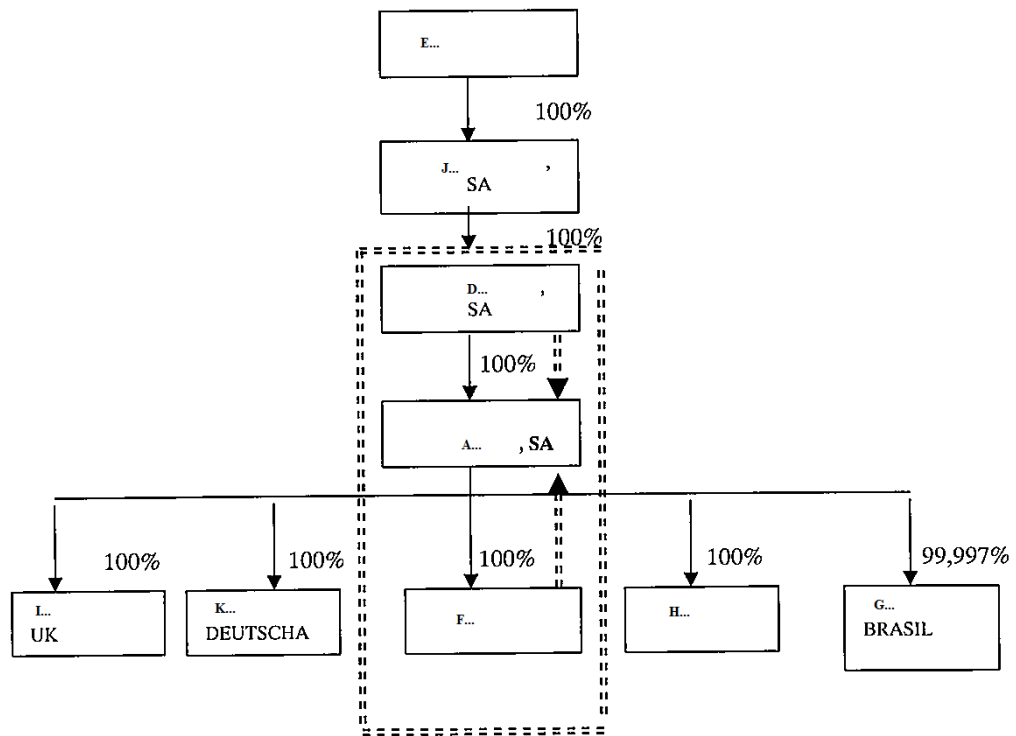 E...
100%
J... ,
SA
100%
D... ,
SA
100%
A... , SA
100%
100%
100%
100%
99,997%
I...
UK
K...
DEUTSCHA
F...
H...
G...
BRASIL